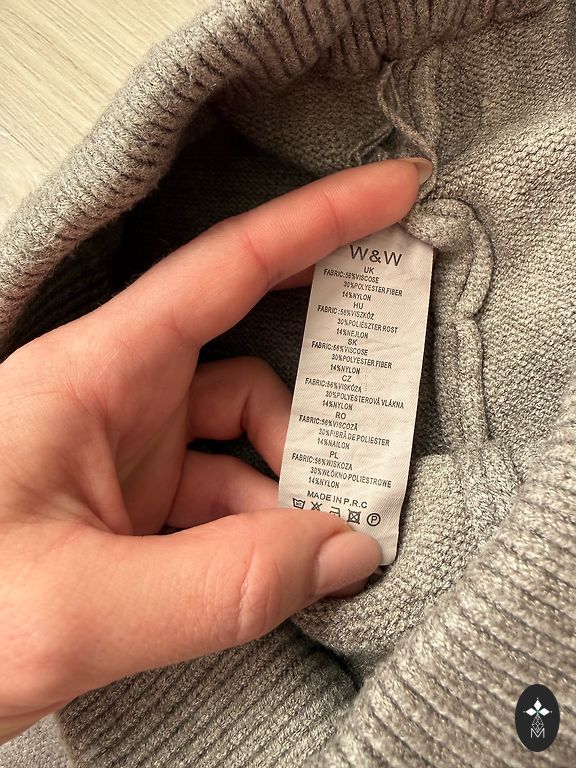 W&W
UK
FABRIC:56%VISCOSE
30%POLYESTER FIBER
14%NYLON
HU
FABRIC:56%VISZKÓZ
30%POLIÉSZTER ROST
14%NEJLON
SK
FABRIC:56%VISCOSE
30%POLYESTER FIBER
14%NYLON
CZ
FABRIC:56%VISKÓZA
30%POLYESTEROVÁ VLÁKNA
14%NYLON
RO
FABRIC:56%VISCOZĂ
30%FIBRĂ DE POLIESTER
14%NAILON
PL
FABRIC:56%WISKOZA
30%WŁÓKNO POLIESTROWE
14%NYLON
MADE IN P.R.C
P
M